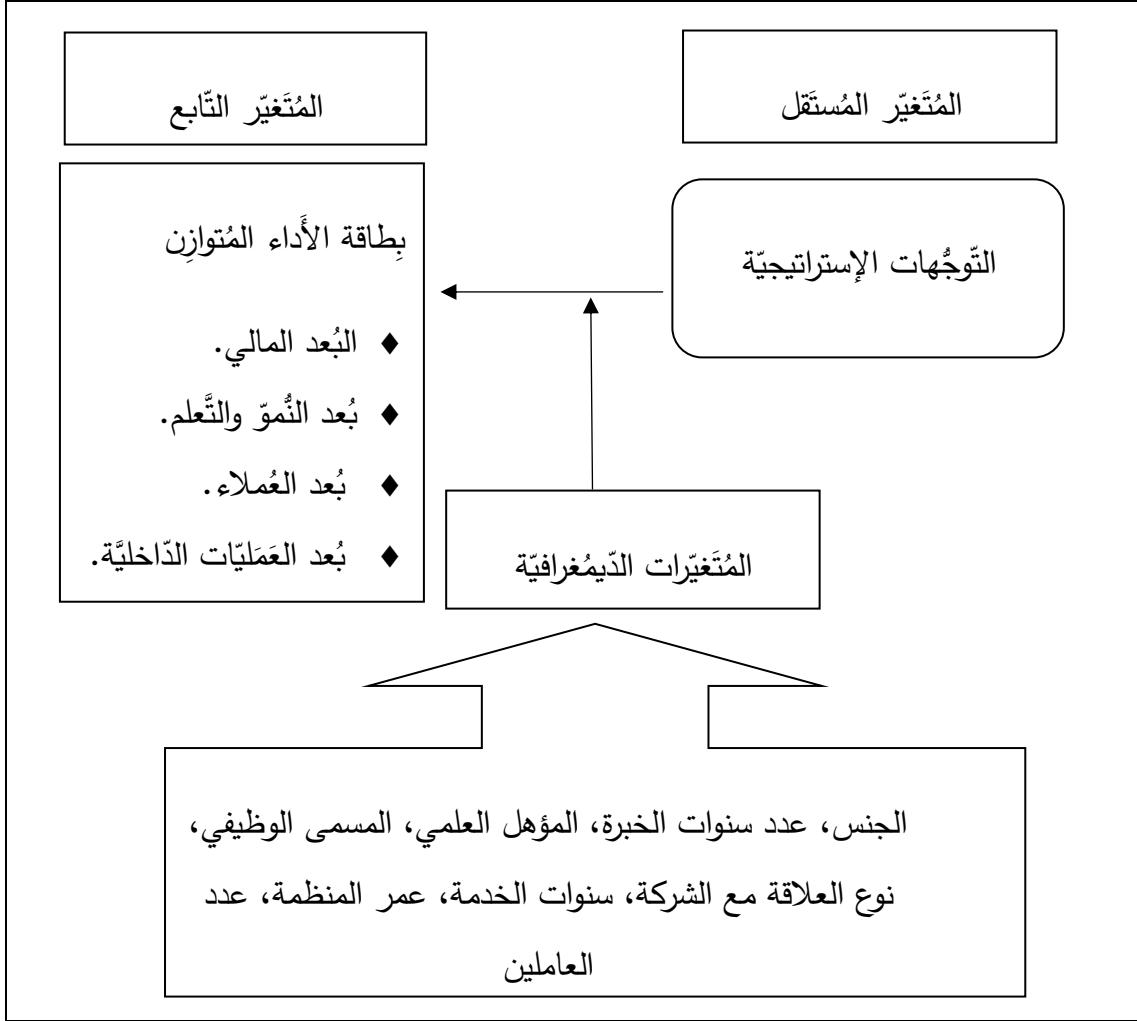 المُتَغيّر المُستَقل
المُتَغيّر التّابع
التّوجُّهات الإستراتيجيّة
بِطاقة الأَداء المُتوازِن
♦ البُعد المالي.
♦ بُعد النُّموّ والتَّعلم.
♦ بُعد العُملاء.
♦ بُعد العَمَليّات الدّاخليَّة.
المُتَغيّرات الدّيمُغرافيّة
الجنس، عدد سنوات الخبرة، المؤهل العلمي، المسمى الوظيفي،
نوع العلاقة مع الشركة، سنوات الخدمة، عمر المنظمة، عدد
العاملين